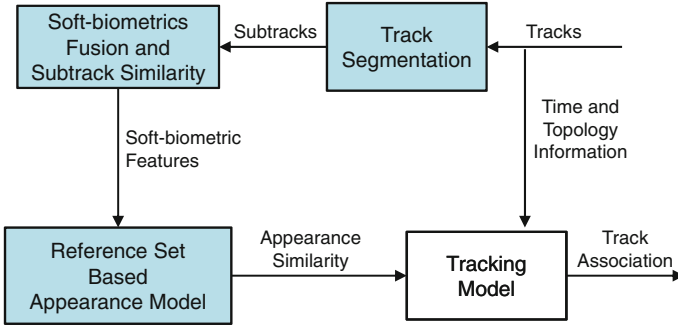 Soft-biometrics
Fusion and
Subtrack Similarity
Subtracks
Track
Segmentation
Tracks
Soft-biometric
Features
Time and
Topology
Information
Reference Set
Based
Appearance Model
Appearance
Similarity
Tracking
Model
Track
Association